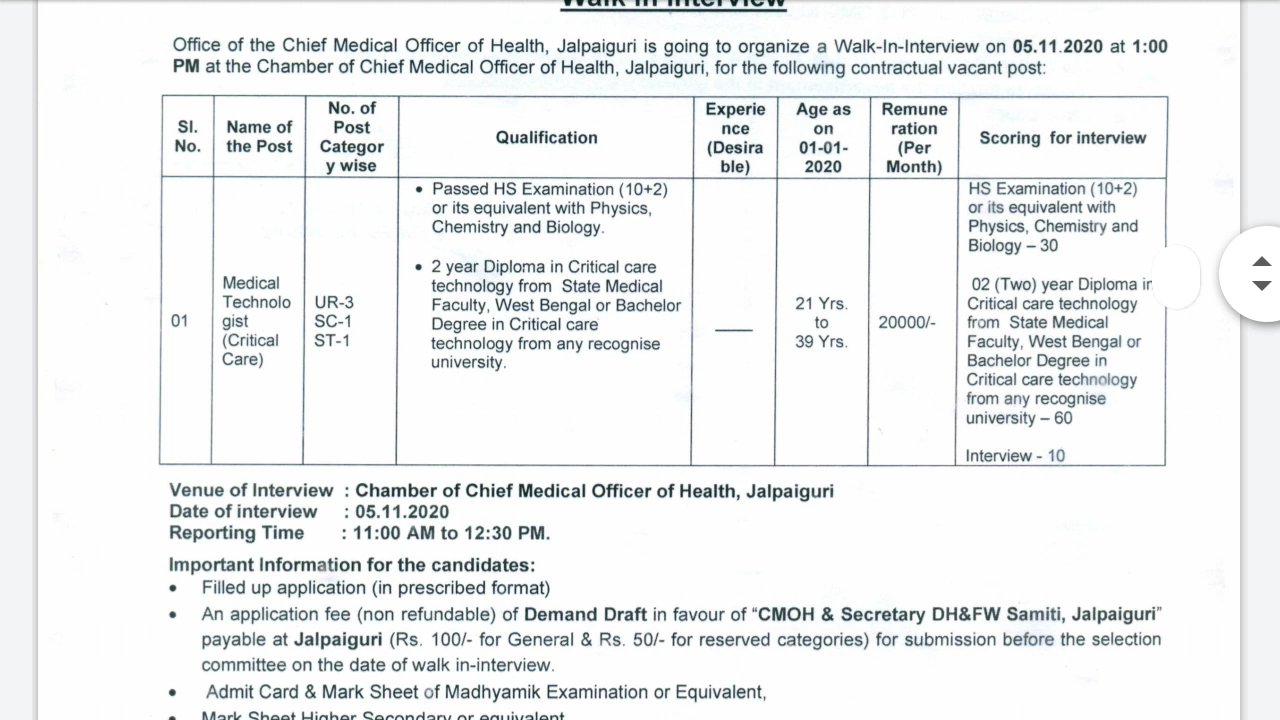 Walk-In-Interview
Office of the Chief Medical Officer of Health, Jalpaiguri is going to organize a Walk-In-Interview on 05.11.2020 at 1:00
PM at the Chamber of Chief Medical Officer of Health, Jalpaiguri, for the following contractual vacant post:
Sl.
No.
Name of
the Post
No. of
Post
Categor
y wise
Qualification
Experie
nce
(Desira
ble)
Age as
on
01-01-
2020
Remune
ration
(Per
Month)
Scoring for interview
01
Medical
Technolo
gist
(Critical
Care)
UR-3
SC-1
ST-1
• Passed HS Examination (10+2)
or its equivalent with Physics,
Chemistry and Biology.
• 2 year Diploma in Critical care
technology from State Medical
Faculty, West Bengal or Bachelor
Degree in Critical care
technology from any recognise
university.
21 Yrs.
to
39 Yrs.
20000/-
HS Examination (10+2)
or its equivalent with
Physics, Chemistry and
Biology – 30
02 (Two) year Diploma in
Critical care technology
from State Medical
Faculty, West Bengal or
Bachelor Degree in
Critical care technology
from any recognise
university – 60
Interview - 10
Venue of Interview : Chamber of Chief Medical Officer of Health, Jalpaiguri
Date of interview : 05.11.2020
Reporting Time : 11:00 AM to 12:30 PM.
Important Information for the candidates:
• Filled up application (in prescribed format)
• An application fee (non refundable) of Demand Draft in favour of “CMOH & Secretary DH&FW Samiti, Jalpaiguri”
payable at Jalpaiguri (Rs. 100/- for General & Rs. 50/- for reserved categories) for submission before the selection
committee on the date of walk in-interview.
• Admit Card & Mark Sheet of Madhyamik Examination or Equivalent,
• Mark Sheet Higher Secondary or equivalent